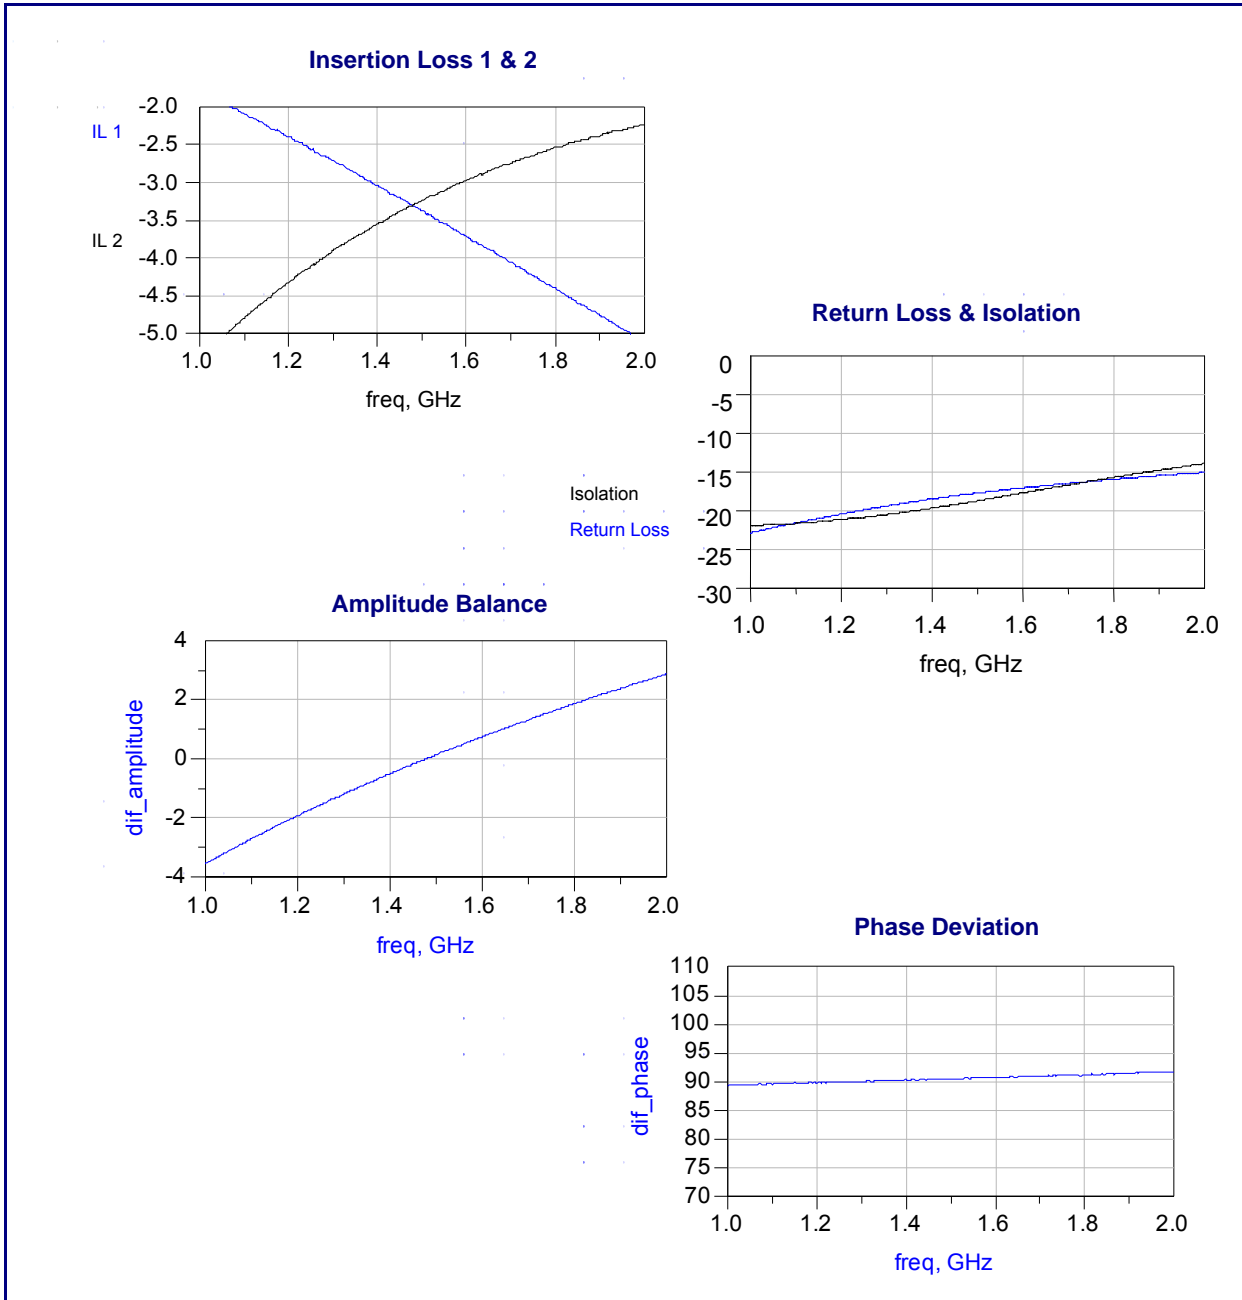 Insertion Loss 1 & 2
IL 1
IL 2
-2.0
-2.5
-3.0
-3.5
-4.0
-4.5
-5.0
1.0 1.2 1.4 1.6 1.8 2.0
freq, GHz
Return Loss & Isolation
Isolation
Return Loss
0
-5
-10
-15
-20
-25
-30
1.0 1.2 1.4 1.6 1.8 2.0
freq, GHz
Amplitude Balance
dif_amplitude
4
2
0
-2
-4
1.0 1.2 1.4 1.6 1.8 2.0
freq, GHz
Phase Deviation
dif_phase
110
105
100
95
90
85
80
75
70
1.0 1.2 1.4 1.6 1.8 2.0
freq, GHz